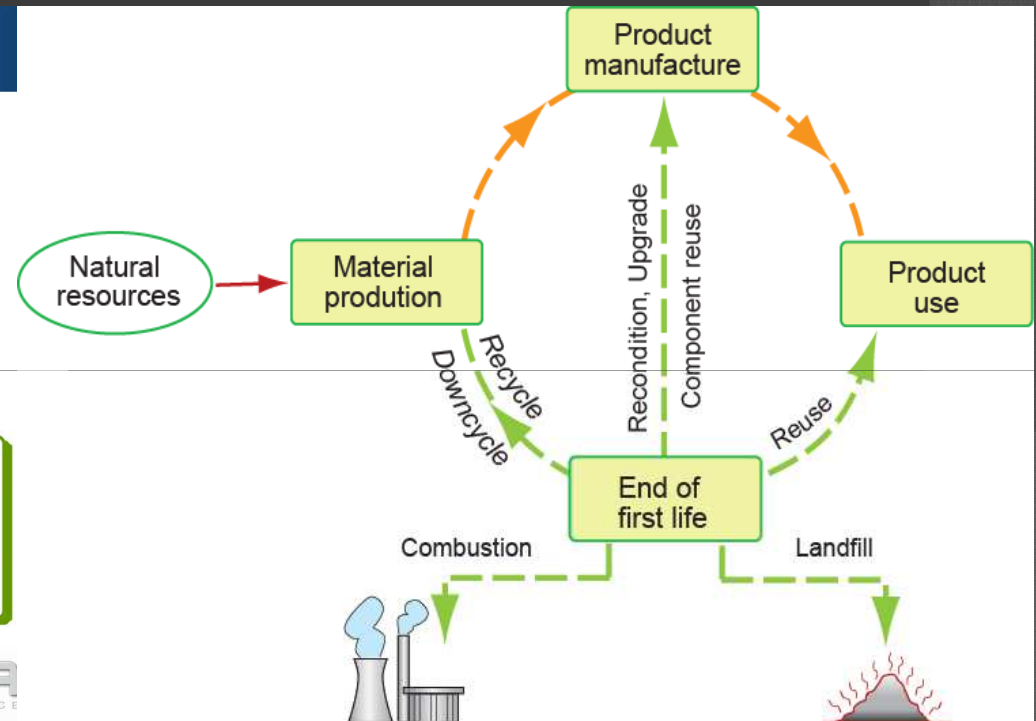 Product
manufacture
Natural
resources
Material
prodution
Product
use
Recondition, Upgrade
Component reuse
Recycle
Downcycle
Reuse
End of
first life
Combustion
Landfill